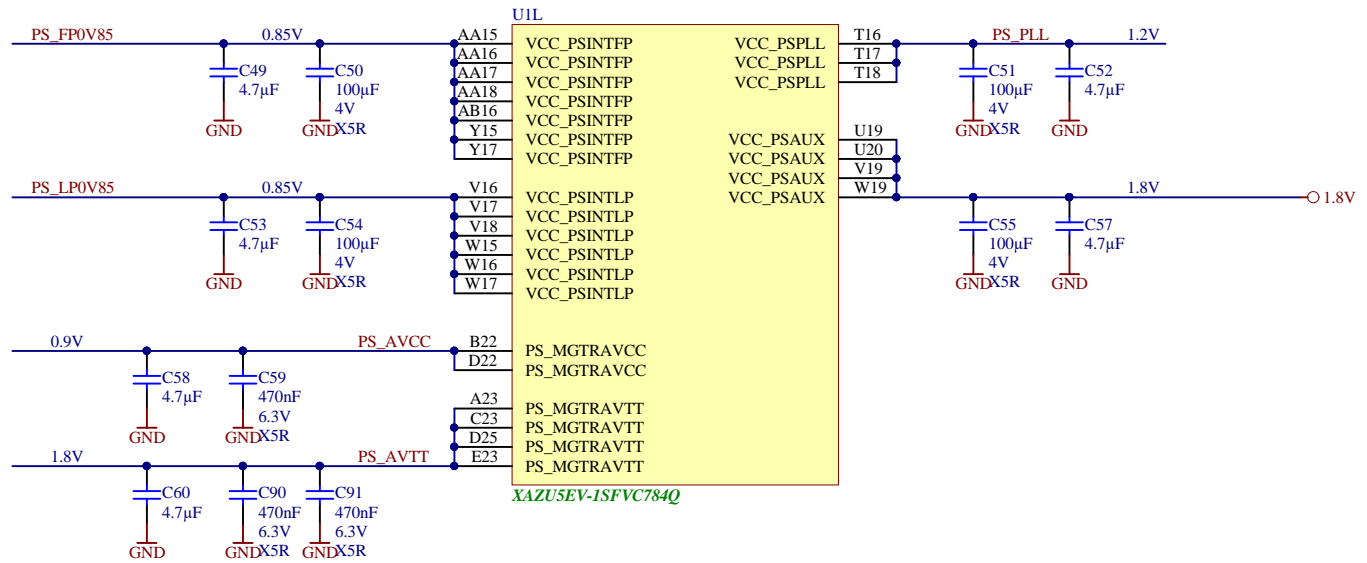 U1L
PS_FP0V85 0.85V AA15 VCC_PSINTFP VCC_PSPLL T16 PS_PLL 1.2V
AA16 VCC_PSINTFP VCC_PSPLL T17
C49 AA17 VCC_PSINTFP VCC_PSPLL T18 C51 C52
4.7µF
C50
100µF
4V
X5R
100µF
4V
X5R
4.7µF
AA18 VCC_PSINTFP
AB16 VCC_PSINTFP
Y15 VCC_PSINTFP VCC_PSAUX U19
Y17 VCC_PSINTFP VCC_PSAUX U20
GND GND GND GND
VCC_PSAUX V19
PS_LP0V85 0.85V V16 VCC_PSINTLP VCC_PSAUX W19 1.8V 1.8V
V17 VCC_PSINTLP
V18 VCC_PSINTLP
W15 VCC_PSINTLP
W16 VCC_PSINTLP
W17 VCC_PSINTLP
C53
4.7µF
GND
C54
100µF
4V
X5R
GND
C55
100µF
4V
X5R
GND
C57
4.7µF
GND
0.9V PS_AVCC B22 PS_MGTRAVCC
D22 PS_MGTRAVCC
C58
4.7µF
GND
C59
470nF
6.3V
X5R
GND
A23 PS_MGTRAVTT
C23 PS_MGTRAVTT
D25 PS_MGTRAVTT
1.8V PS_AVTT E23 PS_MGTRAVTT
C60
4.7µF
GND
C90
470nF
6.3V
X5R
GND
C91
470nF
6.3V
X5R
GND
XAZU5EV-1SFVC784Q